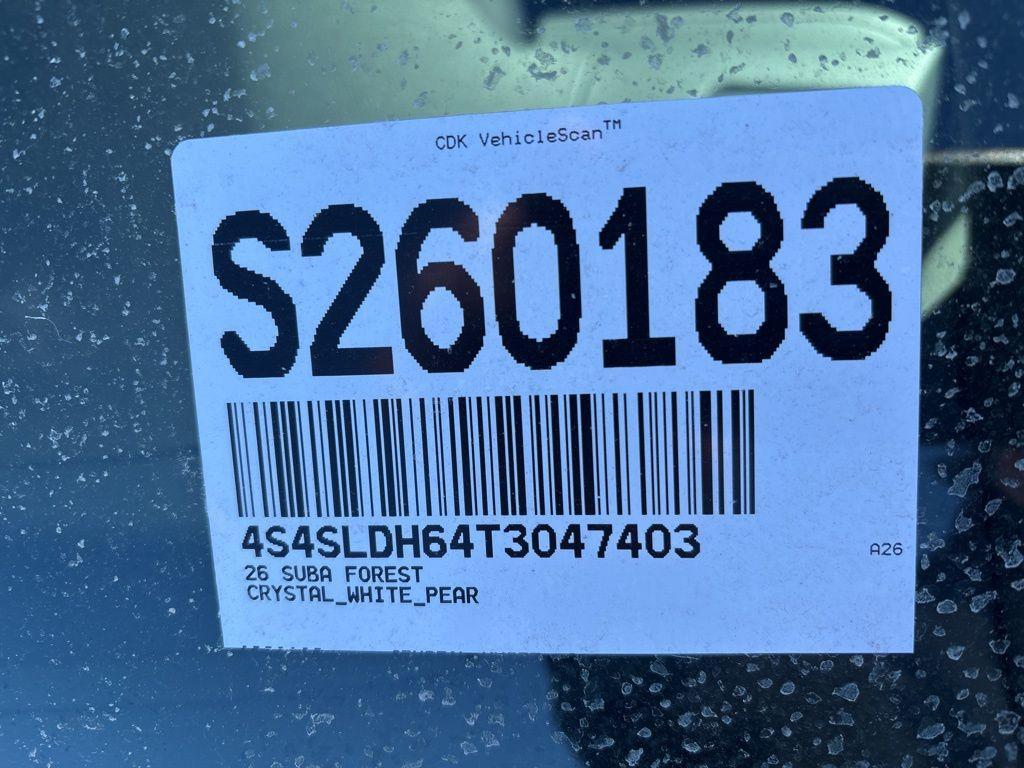 CDK VehicleScan™
S260183
4S4SLDH64T3047403
A26
26 SUBA FOREST
CRYSTAL_WHITE_PEAR